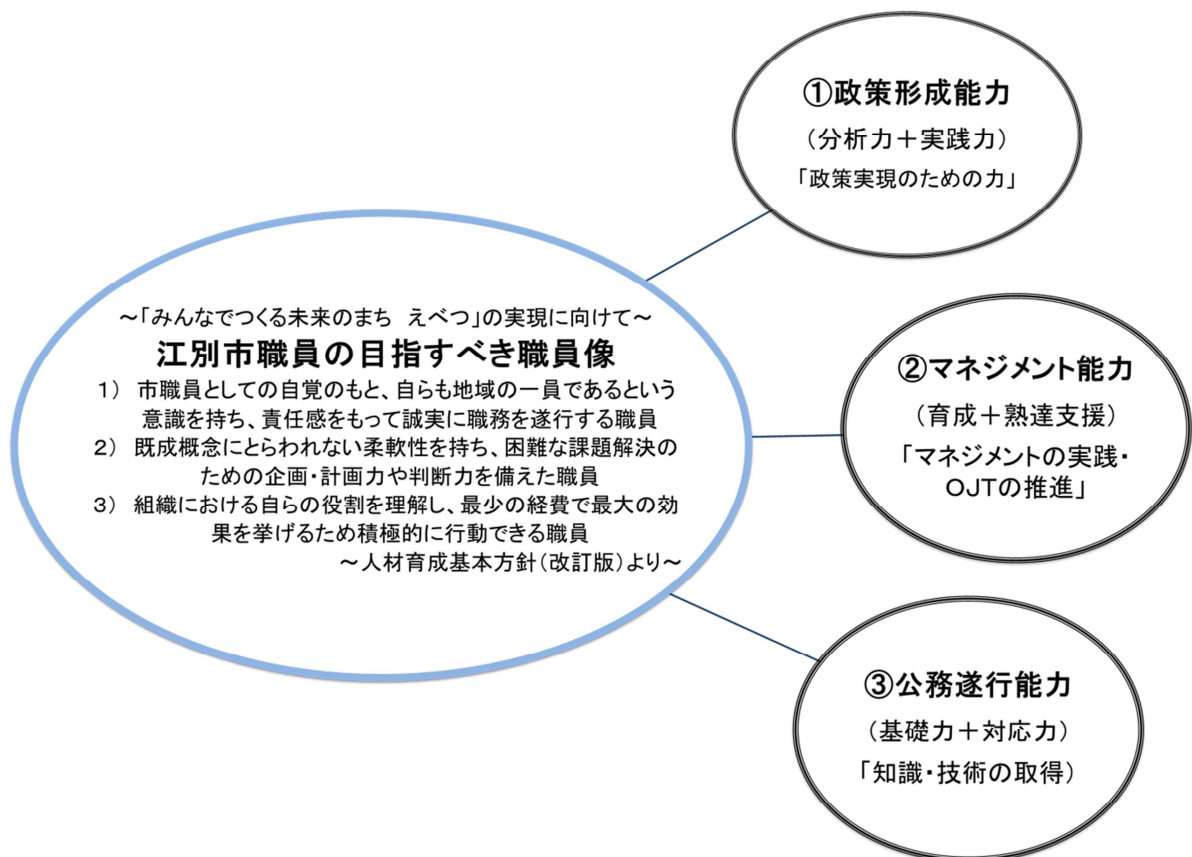 ～「みんなでつくる未来のまち　えべつ」の実現に向けて～
江別市職員の目指すべき職員像
1）　市職員としての自覚のもと、自らも地域の一員であるという
意識を持ち、責任感をもって誠実に職務を遂行する職員
2）　既成概念にとらわれない柔軟性を持ち、困難な課題解決の
ための企画・計画力や判断力を備えた職員
3）　組織における自らの役割を理解し、最少の経費で最大の効
果を挙げるため積極的に行動できる職員
～人材育成基本方針（改訂版）より～
①政策形成能力
（分析力＋実践力）
「政策実現のための力」
②マネジメント能力
（育成＋熟達支援）
「マネジメントの実践・
OJTの推進」
③公務遂行能力
（基礎力＋対応力）
「知識・技術の取得）